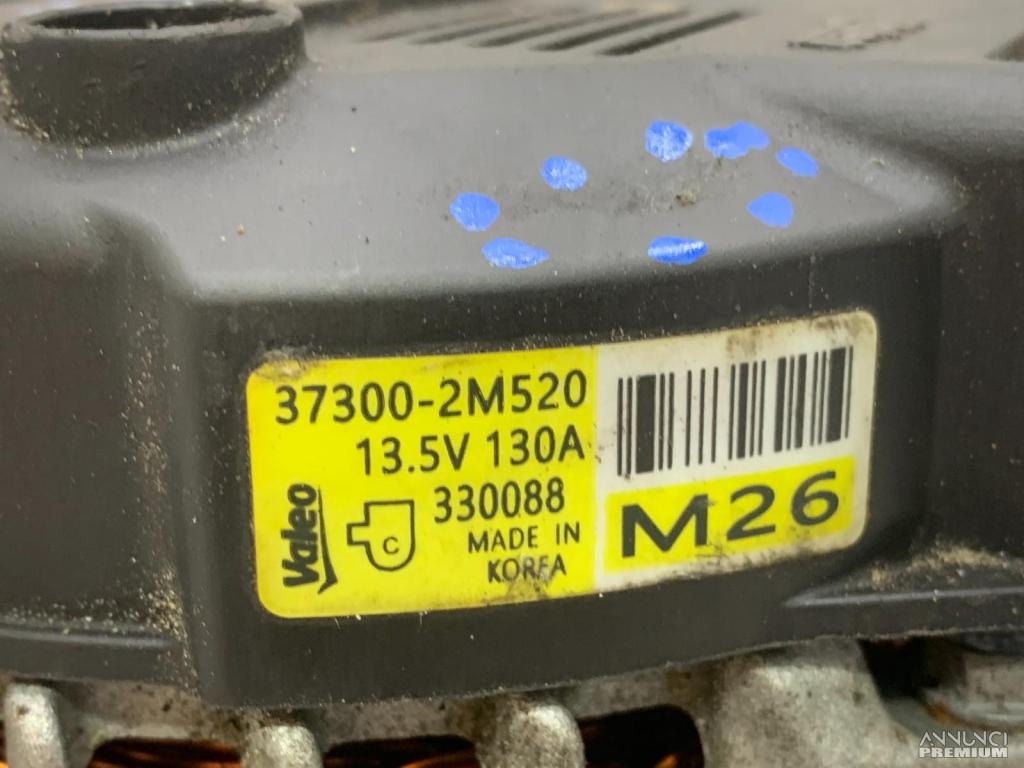 37300-2M520
13.5V 130A
330088
MADE IN
KOREA
Valeo
C
M26
ANNUNCI
PREMIUM